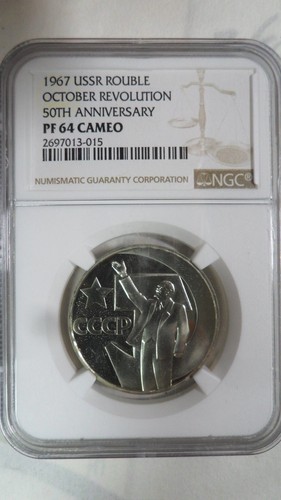 1967 USSR ROUBLE
OCTOBER REVOLUTION
50TH ANNIVERSARY
PF 64 CAMEO
2697013-015
NUMISMATIC GUARANTY CORPORATION NGC®
СССР